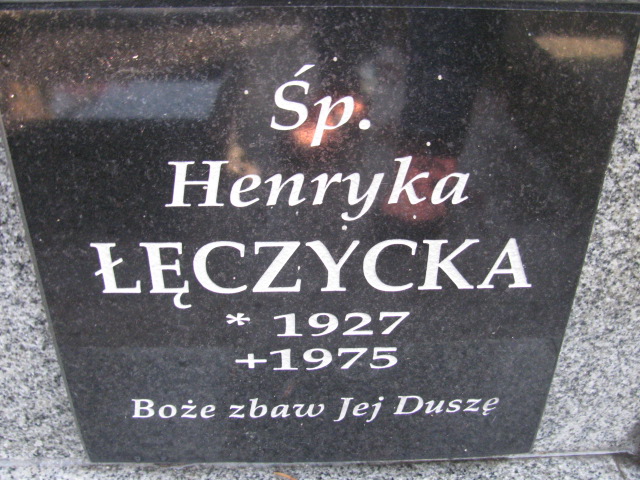 Śp.
Henryka
ŁĘCZYCKA
* 1927
+1975
Boże zbaw Jej Duszę